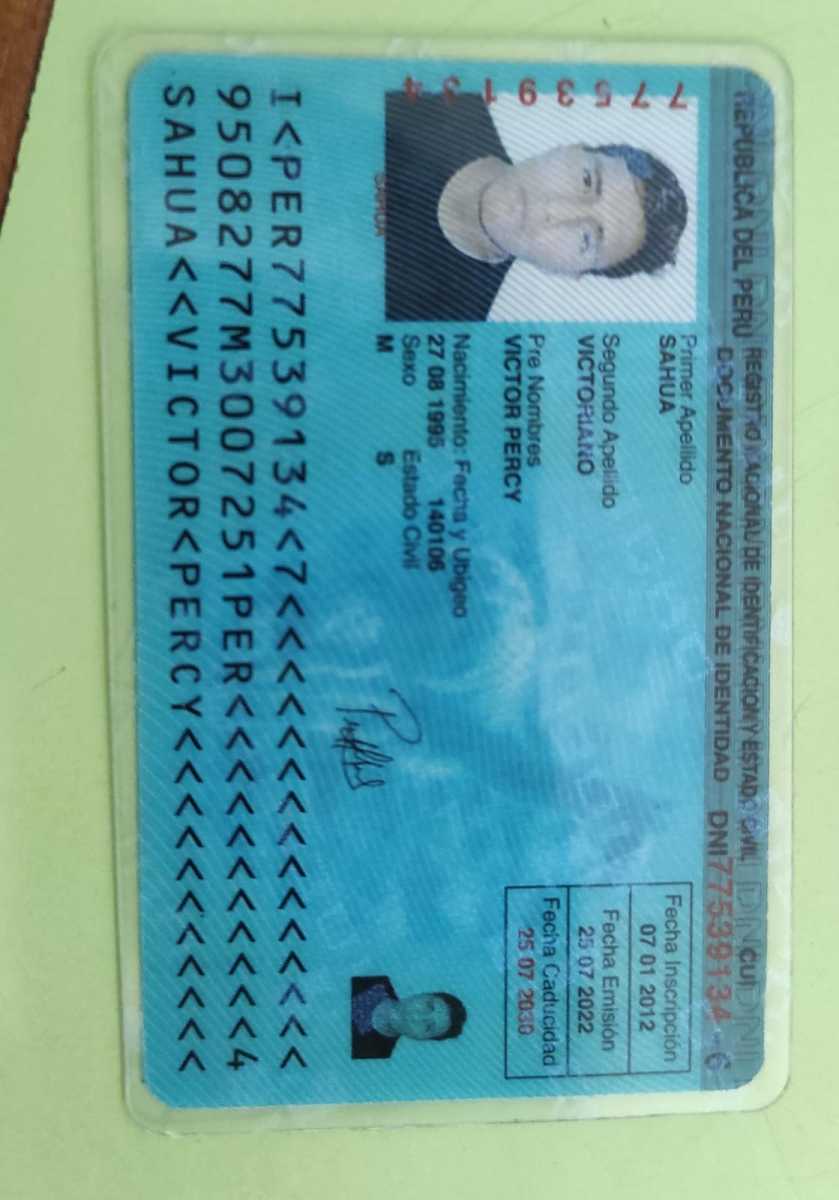 REPUBLICA DEL PERU REGISTRO NACIONAL DE IDENTIFICACION Y ESTADO CIVIL CUI
DOCUMENTO NACIONAL DE IDENTIDAD DNI 77539134 - 6
77539134
SAHUA
Primer Apellido
SAHUA
Segundo Apellido
VICTORIANO
Pre Nombres
VICTOR PERCY
Nacimiento: Fecha y Ubigeo
27 08 1995 140106
Sexo Estado Civil
M S
Fecha Inscripción
07 01 2012
Fecha Emisión
25 07 2022
Fecha Caducidad
25 07 2030
I<PER77539134<7<<<<<<<<<<<<<<<
9508277M3007251PER<<<<<<<<<<<4
SAHUA<<VICTOR<PERCY<<<<<<<<<<<